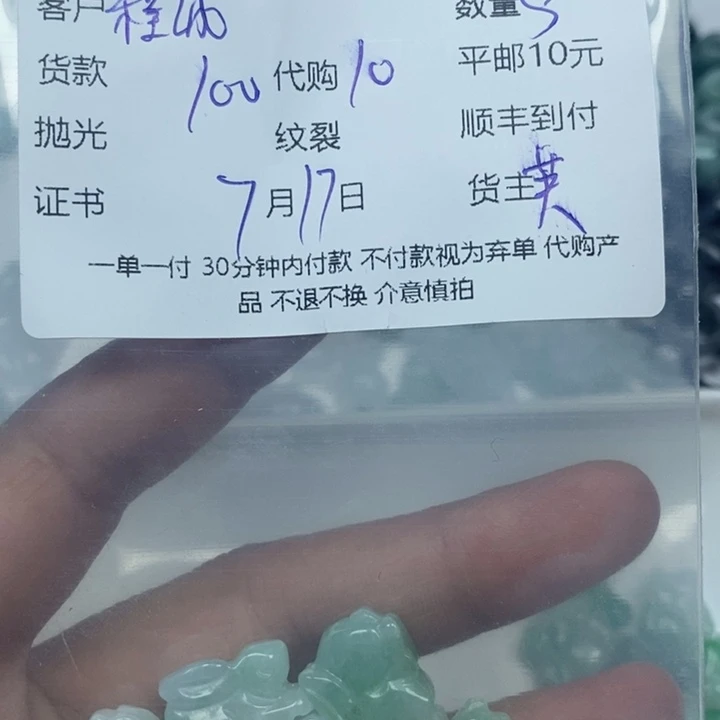 客户 程 数量 5
货款 100 代购 10 平邮10元
抛光 纹裂 顺丰到付
证书 7月17日 货主 英
一单一付 30分钟内付款 不付款视为弃单 代购产
品 不退不换 介意慎拍